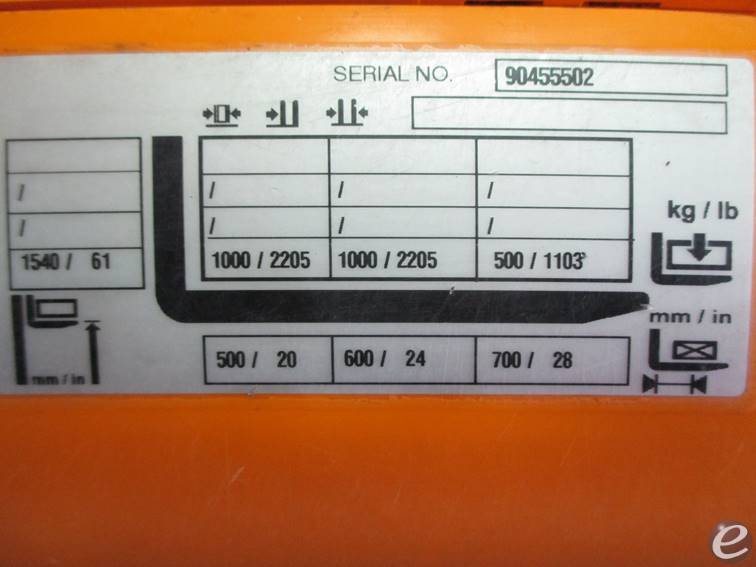 SERIAL NO. 90455502
/ / / /
kg / lb
/ / / /
1540 / 61 1000 / 2205 1000 / 2205 500 / 1103
mm / in
500 / 20 600 / 24 700 / 28
mm / in
e